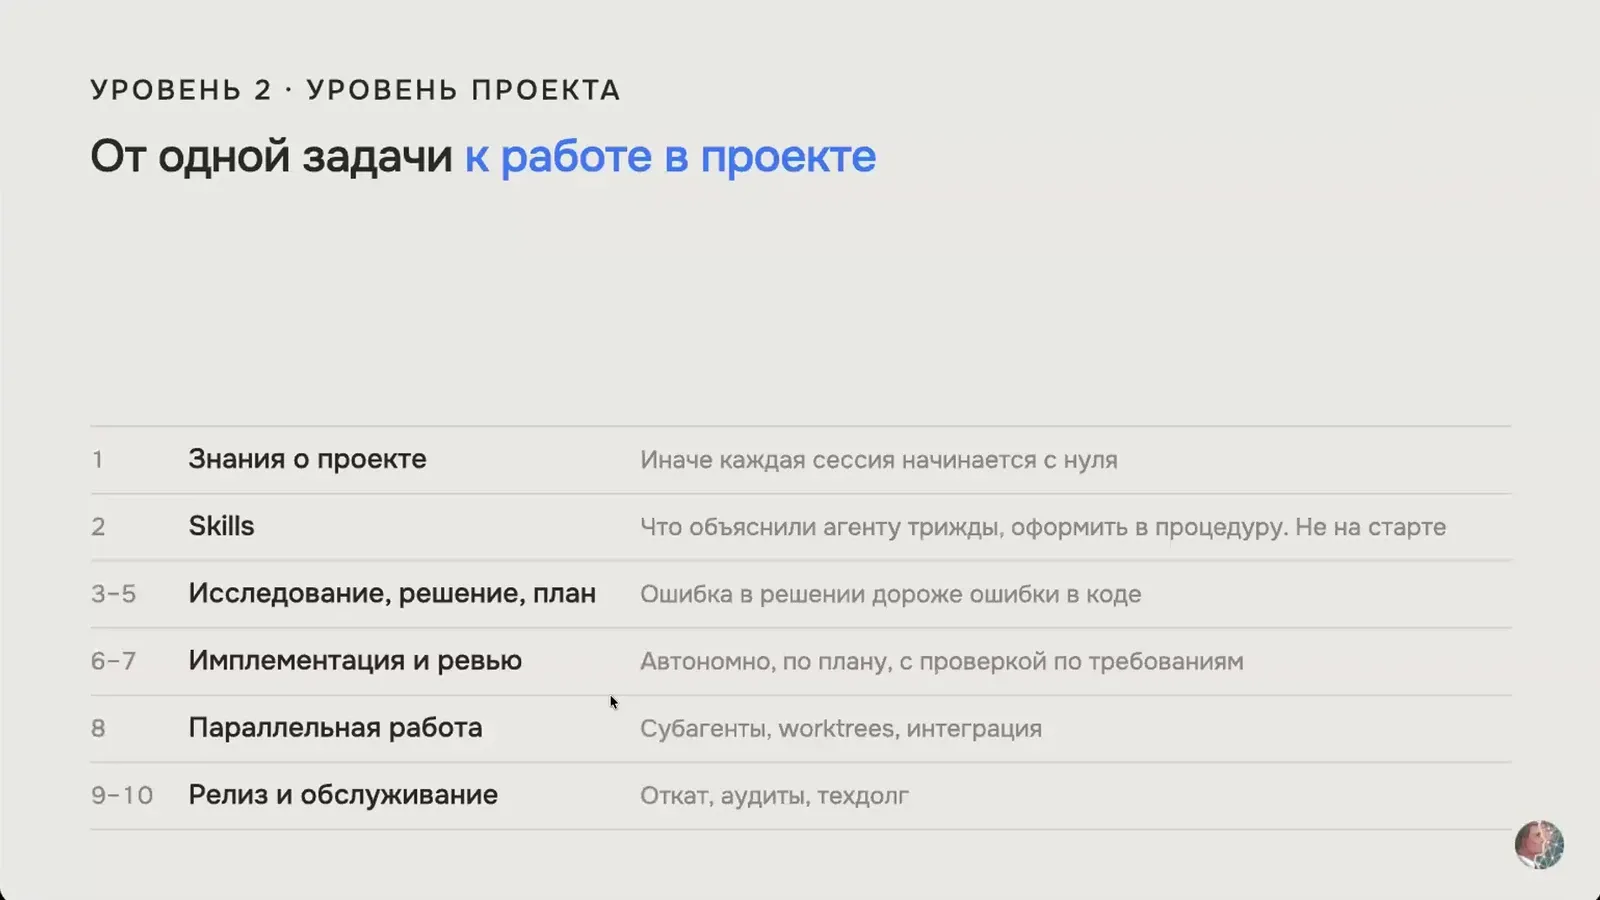 УРОВЕНЬ 2 · УРОВЕНЬ ПРОЕКТА
От одной задачи к работе в проекте
1 Знания о проекте Иначе каждая сессия начинается с нуля
2 Skills Что объяснили агенту трижды, оформить в процедуру. Не на старте
3–5 Исследование, решение, план Ошибка в решении дороже ошибки в коде
6–7 Имплементация и ревью Автономно, по плану, с проверкой по требованиям
8 Параллельная работа Субагенты, worktrees, интеграция
9–10 Релиз и обслуживание Откат, аудиты, техдолг